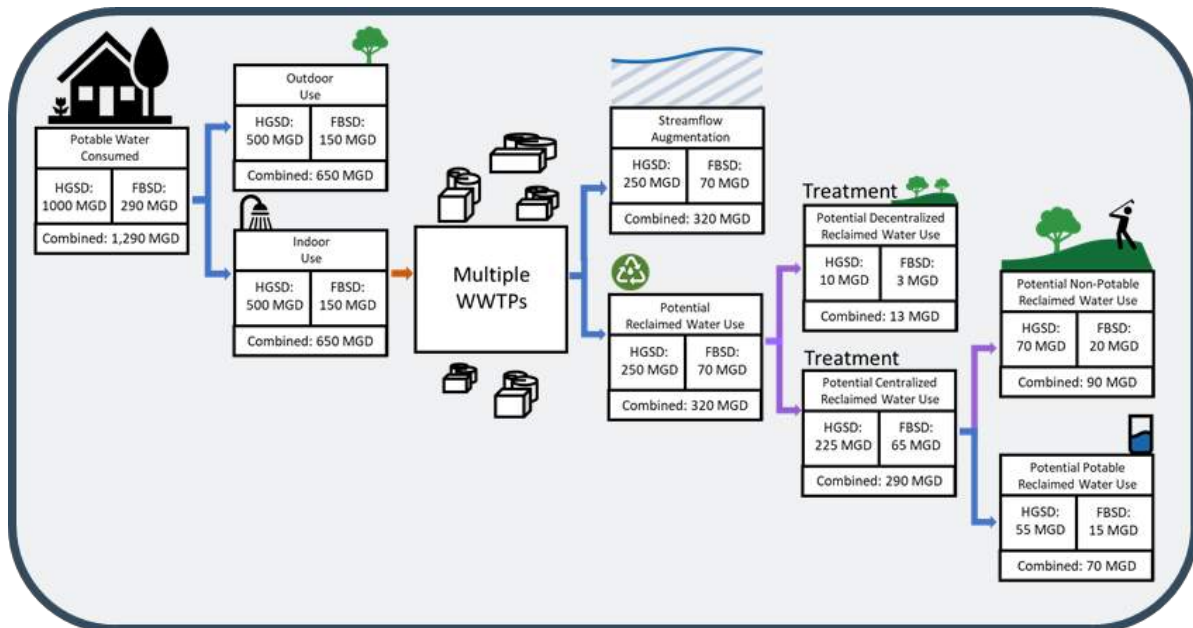 Potable Water
Consumed
HGSD:
1000 MGD
FBSD:
290 MGD
Combined: 1,290 MGD
Outdoor
Use
HGSD:
500 MGD
FBSD:
150 MGD
Combined: 650 MGD
Indoor
Use
HGSD:
500 MGD
FBSD:
150 MGD
Combined: 650 MGD
Multiple
WWTPs
Streamflow
Augmentation
HGSD:
250 MGD
FBSD:
70 MGD
Combined: 320 MGD
Potential
Reclaimed Water Use
HGSD:
250 MGD
FBSD:
70 MGD
Combined: 320 MGD
Treatment
Potential Decentralized
Reclaimed Water Use
HGSD:
10 MGD
FBSD:
3 MGD
Combined: 13 MGD
Treatment
Potential Centralized
Reclaimed Water Use
HGSD:
225 MGD
FBSD:
65 MGD
Combined: 290 MGD
Potential Non-Potable
Reclaimed Water Use
HGSD:
70 MGD
FBSD:
20 MGD
Combined: 90 MGD
Potential Potable
Reclaimed Water Use
HGSD:
55 MGD
FBSD:
15 MGD
Combined: 70 MGD